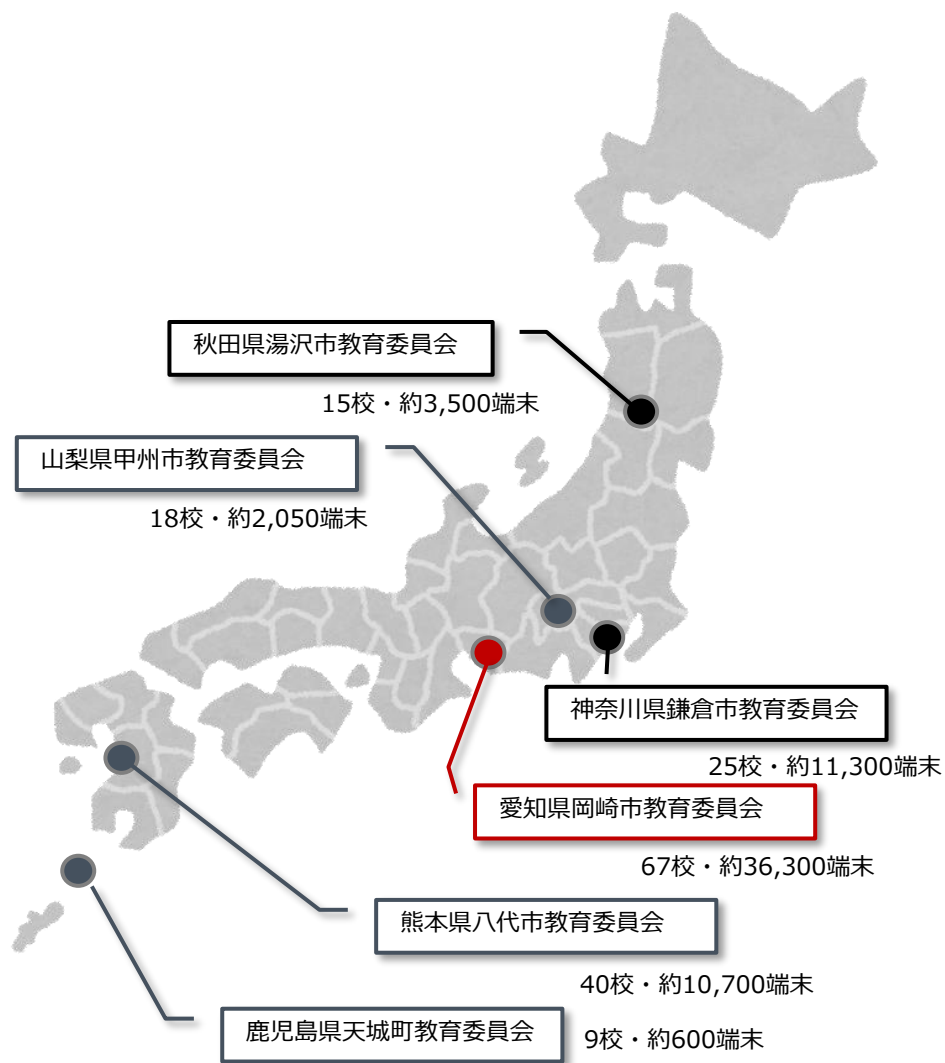 秋田県湯沢市教育委員会
15校・約3,500端末
山梨県甲州市教育委員会
18校・約2,050端末
神奈川県鎌倉市教育委員会
25校・約11,300端末
愛知県岡崎市教育委員会
67校・約36,300端末
熊本県八代市教育委員会
40校・約10,700端末
鹿児島県天城町教育委員会
9校・約600端末